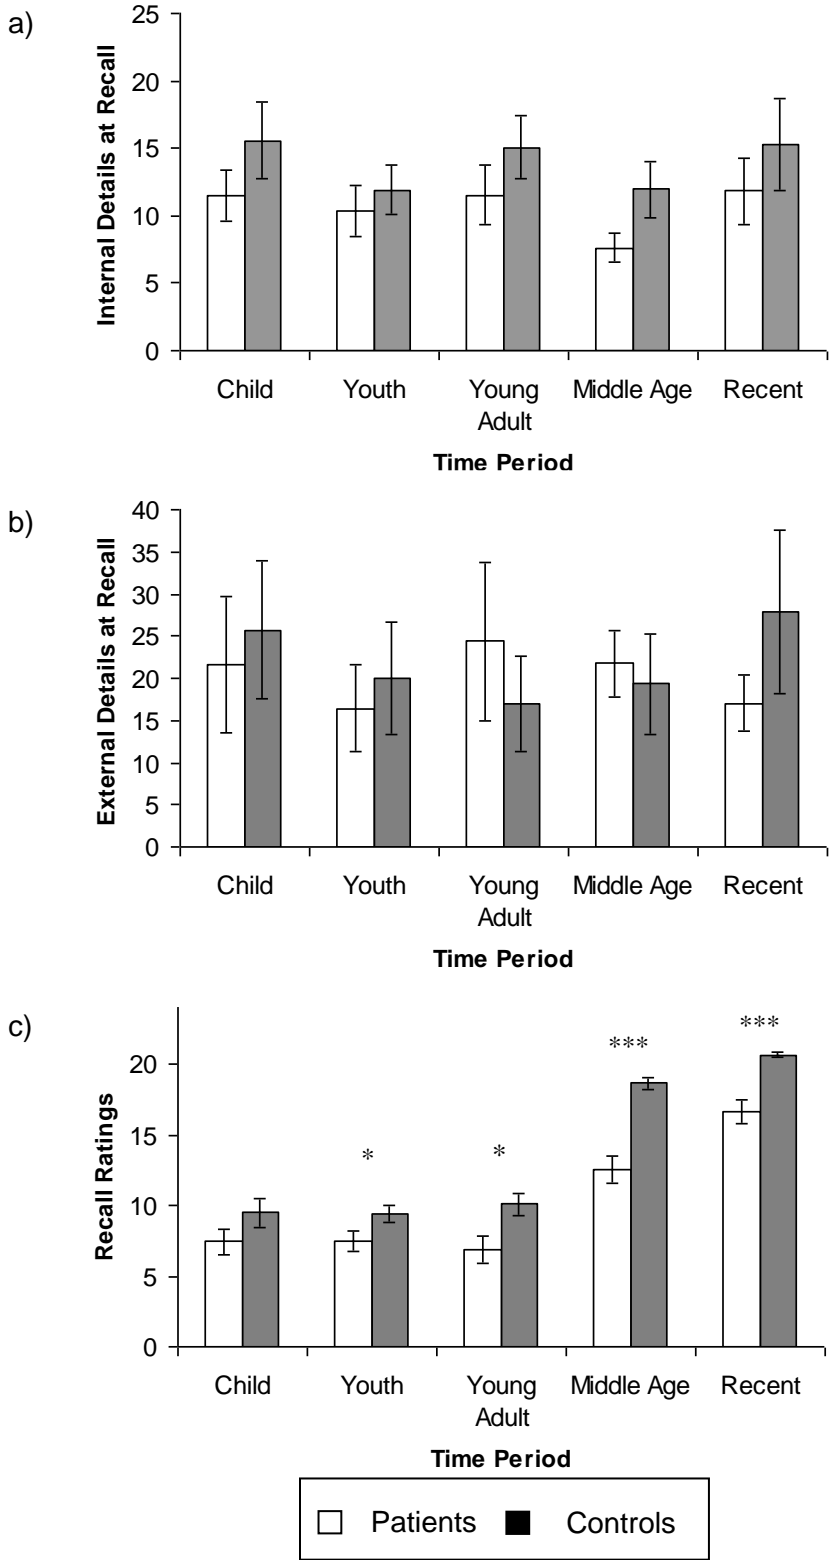 a)
25
20
15
10
5
0
Internal Details at Recall
Child Youth Young Adult Middle Age Recent
Time Period
b)
40
35
30
25
20
15
10
5
0
External Details at Recall
Child Youth Young Adult Middle Age Recent
Time Period
c)
20
15
10
5
0
Recall Ratings
*
*
***
***
Child Youth Young Adult Middle Age Recent
Time Period
Patients Controls